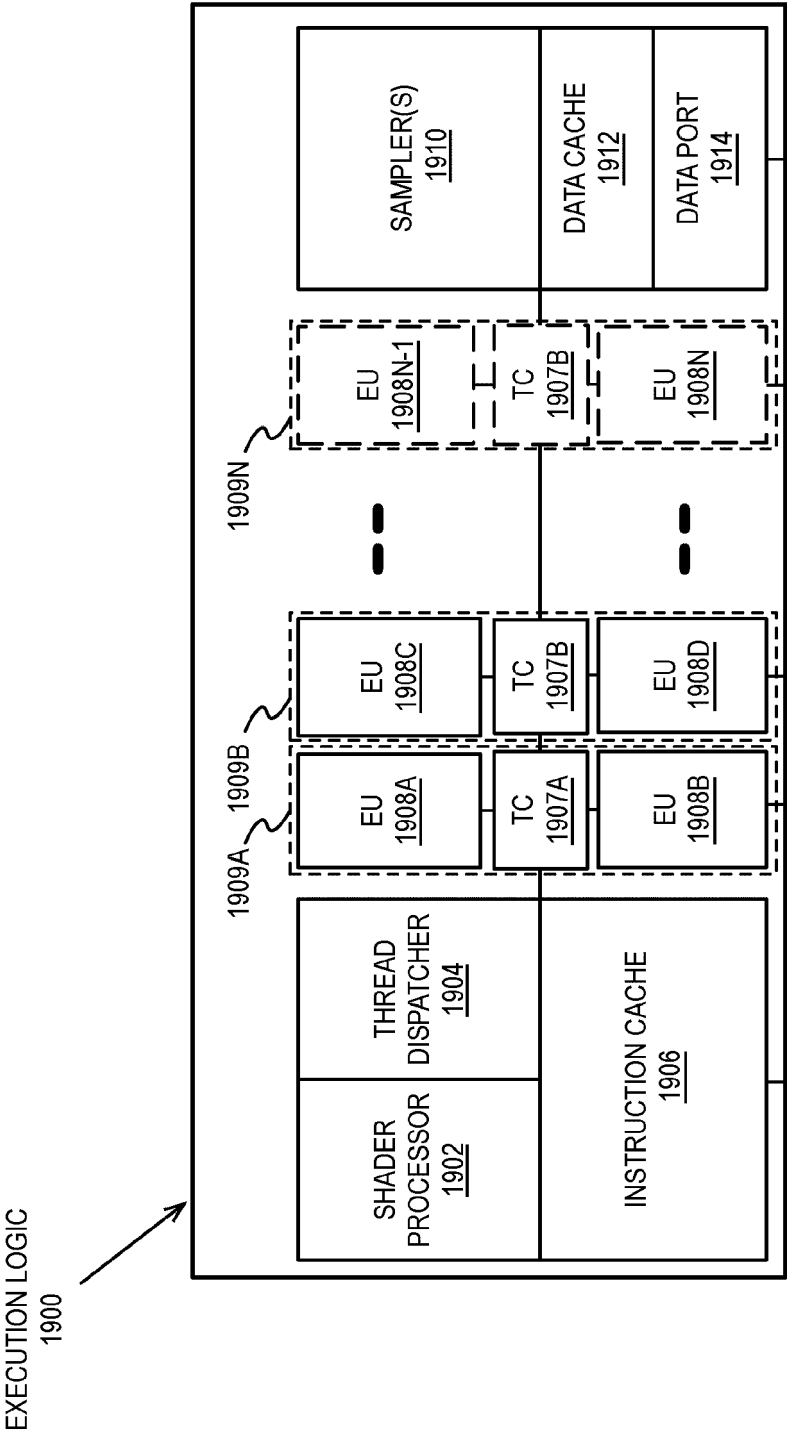 EXECUTION LOGIC
1900
SHADER
PROCESSOR
1902
THREAD
DISPATCHER
1904
INSTRUCTION CACHE
1906
1909A
EU
1908A
TC
1907A
EU
1908B
1909B
EU
1908C
TC
1907B
EU
1908D
1909N
EU
1908N-1
TC
1907B
EU
1908N
SAMPLER(S)
1910
DATA CACHE
1912
DATA PORT
1914